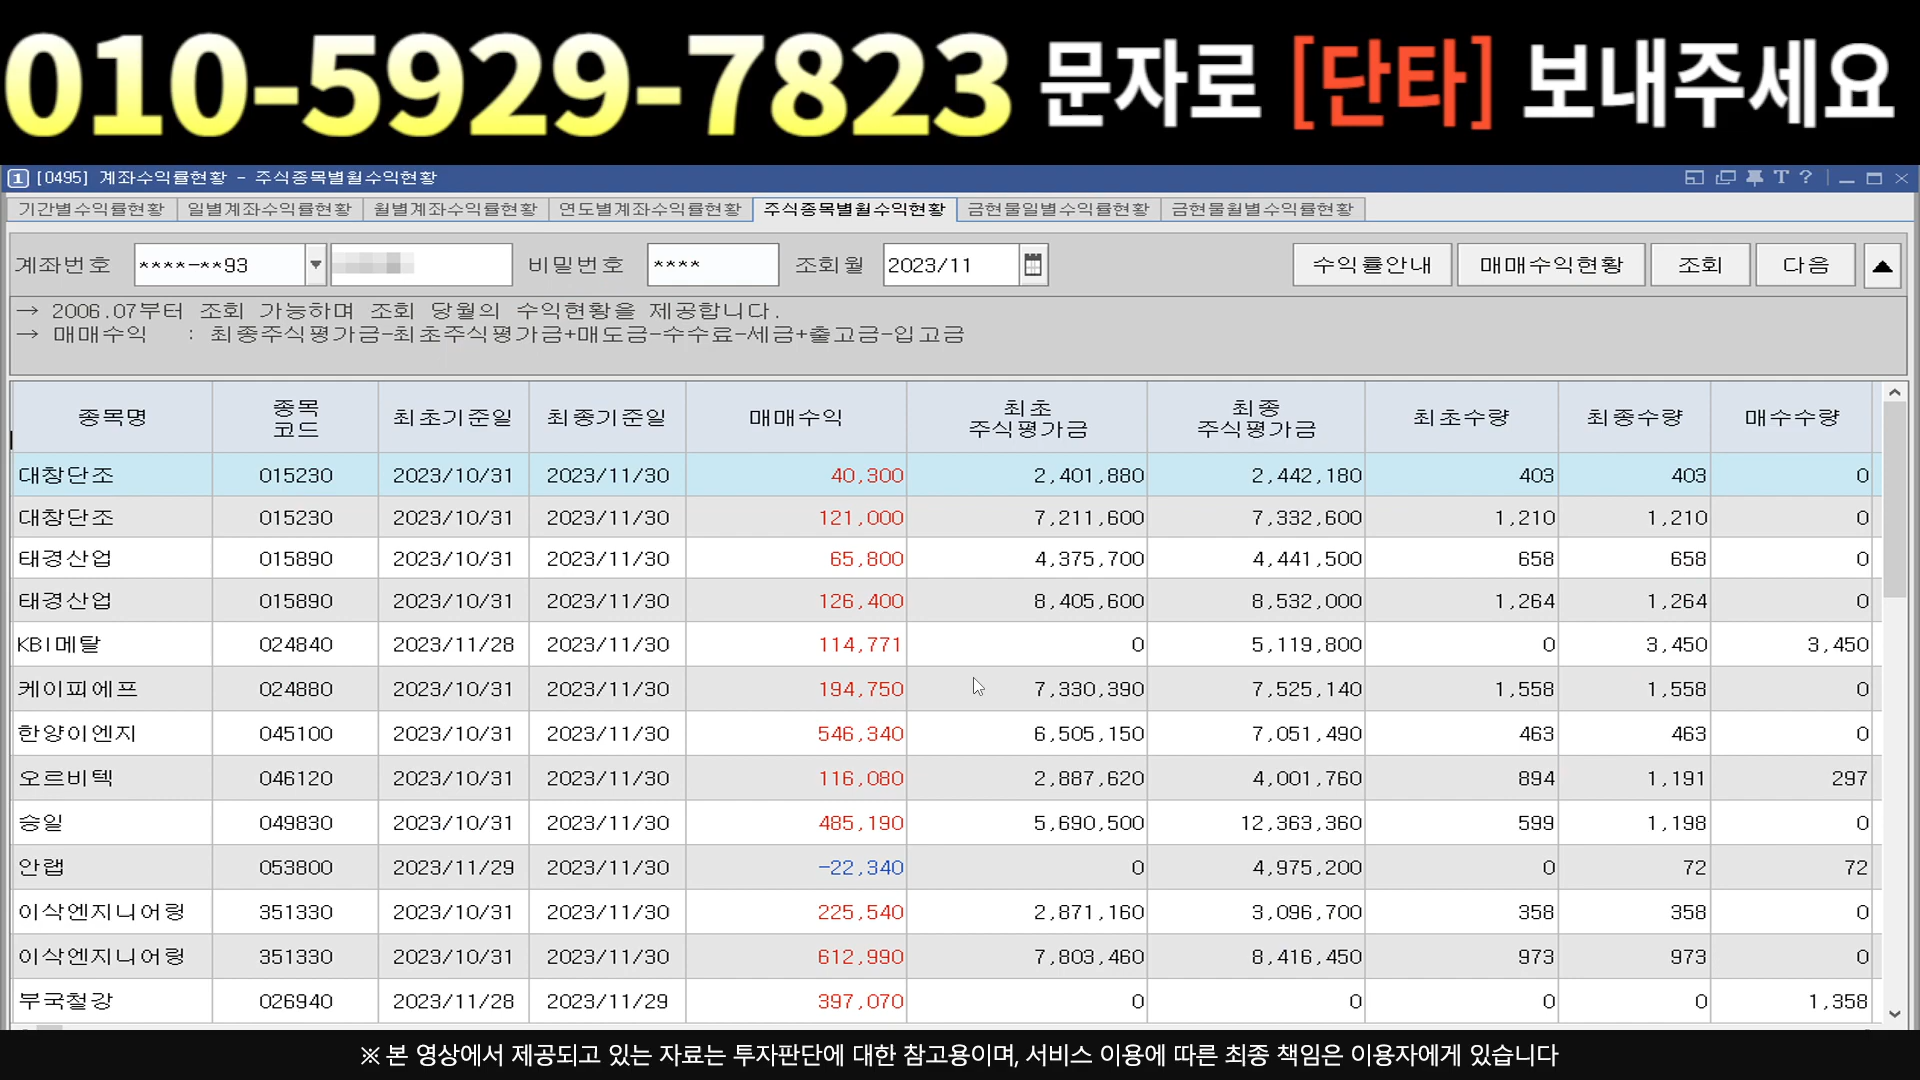 010-5929-7823 문자로 [단타] 보내주세요
1 [0495] 계좌수익률현황 - 주식종목별월수익현황
기간별수익률현황 일별계좌수익률현황 월별계좌수익률현황 연도별계좌수익률현황 주식종목별월수익현황 금현물일별수익률현황 금현물월별수익률현황
계좌번호 ****-**93 비밀번호 **** 조회월 2023/11 수익률안내 매매수익현황 조회 다음
→ 2006.07부터 조회 가능하며 조회 당월의 수익현황을 제공합니다.
→ 매매수익 : 최종주식평가금-최초주식평가금+매도금-수수료-세금+출고금-입고금
종목명 종목코드 최초기준일 최종기준일 매매수익 최초주식평가금 최종주식평가금 최초수량 최종수량 매수수량
대창단조 015230 2023/10/31 2023/11/30 40,300 2,401,880 2,442,180 403 403 0
대창단조 015230 2023/10/31 2023/11/30 121,000 7,211,600 7,332,600 1,210 1,210 0
태경산업 015890 2023/10/31 2023/11/30 65,800 4,375,700 4,441,500 658 658 0
태경산업 015890 2023/10/31 2023/11/30 126,400 8,405,600 8,532,000 1,264 1,264 0
KBI메탈 024840 2023/11/28 2023/11/30 114,771 0 5,119,800 0 3,450 3,450
케이피에프 024880 2023/10/31 2023/11/30 194,750 7,330,390 7,525,140 1,558 1,558 0
한양이엔지 045100 2023/10/31 2023/11/30 546,340 6,505,150 7,051,490 463 463 0
오르비텍 046120 2023/10/31 2023/11/30 116,080 2,887,620 4,001,760 894 1,191 297
승일 049830 2023/10/31 2023/11/30 485,190 5,690,500 12,363,360 599 1,198 0
안랩 053800 2023/11/29 2023/11/30 -22,340 0 4,975,200 0 72 72
이삭엔지니어링 351330 2023/10/31 2023/11/30 225,540 2,871,160 3,096,700 358 358 0
이삭엔지니어링 351330 2023/10/31 2023/11/30 612,990 7,803,460 8,416,450 973 973 0
부국철강 026940 2023/11/28 2023/11/29 397,070 0 0 0 0 1,358
※ 본 영상에서 제공되고 있는 자료는 투자판단에 대한 참고용이며, 서비스 이용에 따른 최종 책임은 이용자에게 있습니다